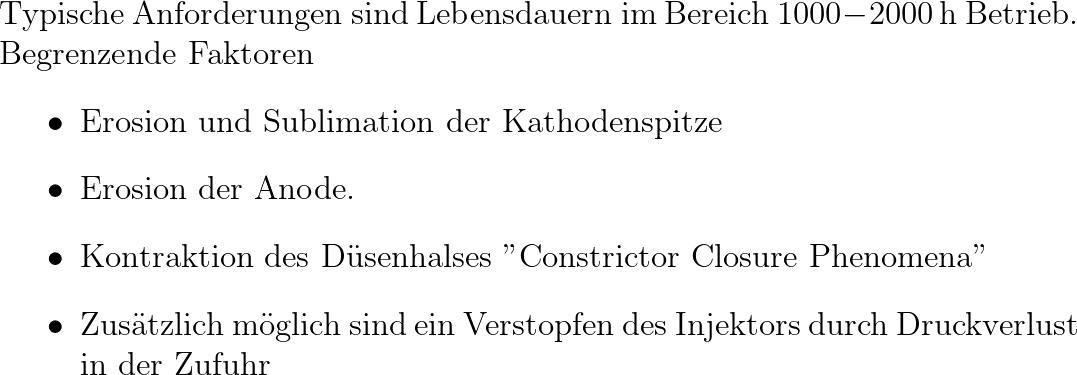 Typische Anforderungen sind Lebensdauern im Bereich 1000−2000 h Betrieb.
Begrenzende Faktoren
• Erosion und Sublimation der Kathodenspitze
• Erosion der Anode.
• Kontraktion des Düsenhalses ”Constrictor Closure Phenomena”
• Zusätzlich möglich sind ein Verstopfen des Injektors durch Druckverlust
in der Zufuhr